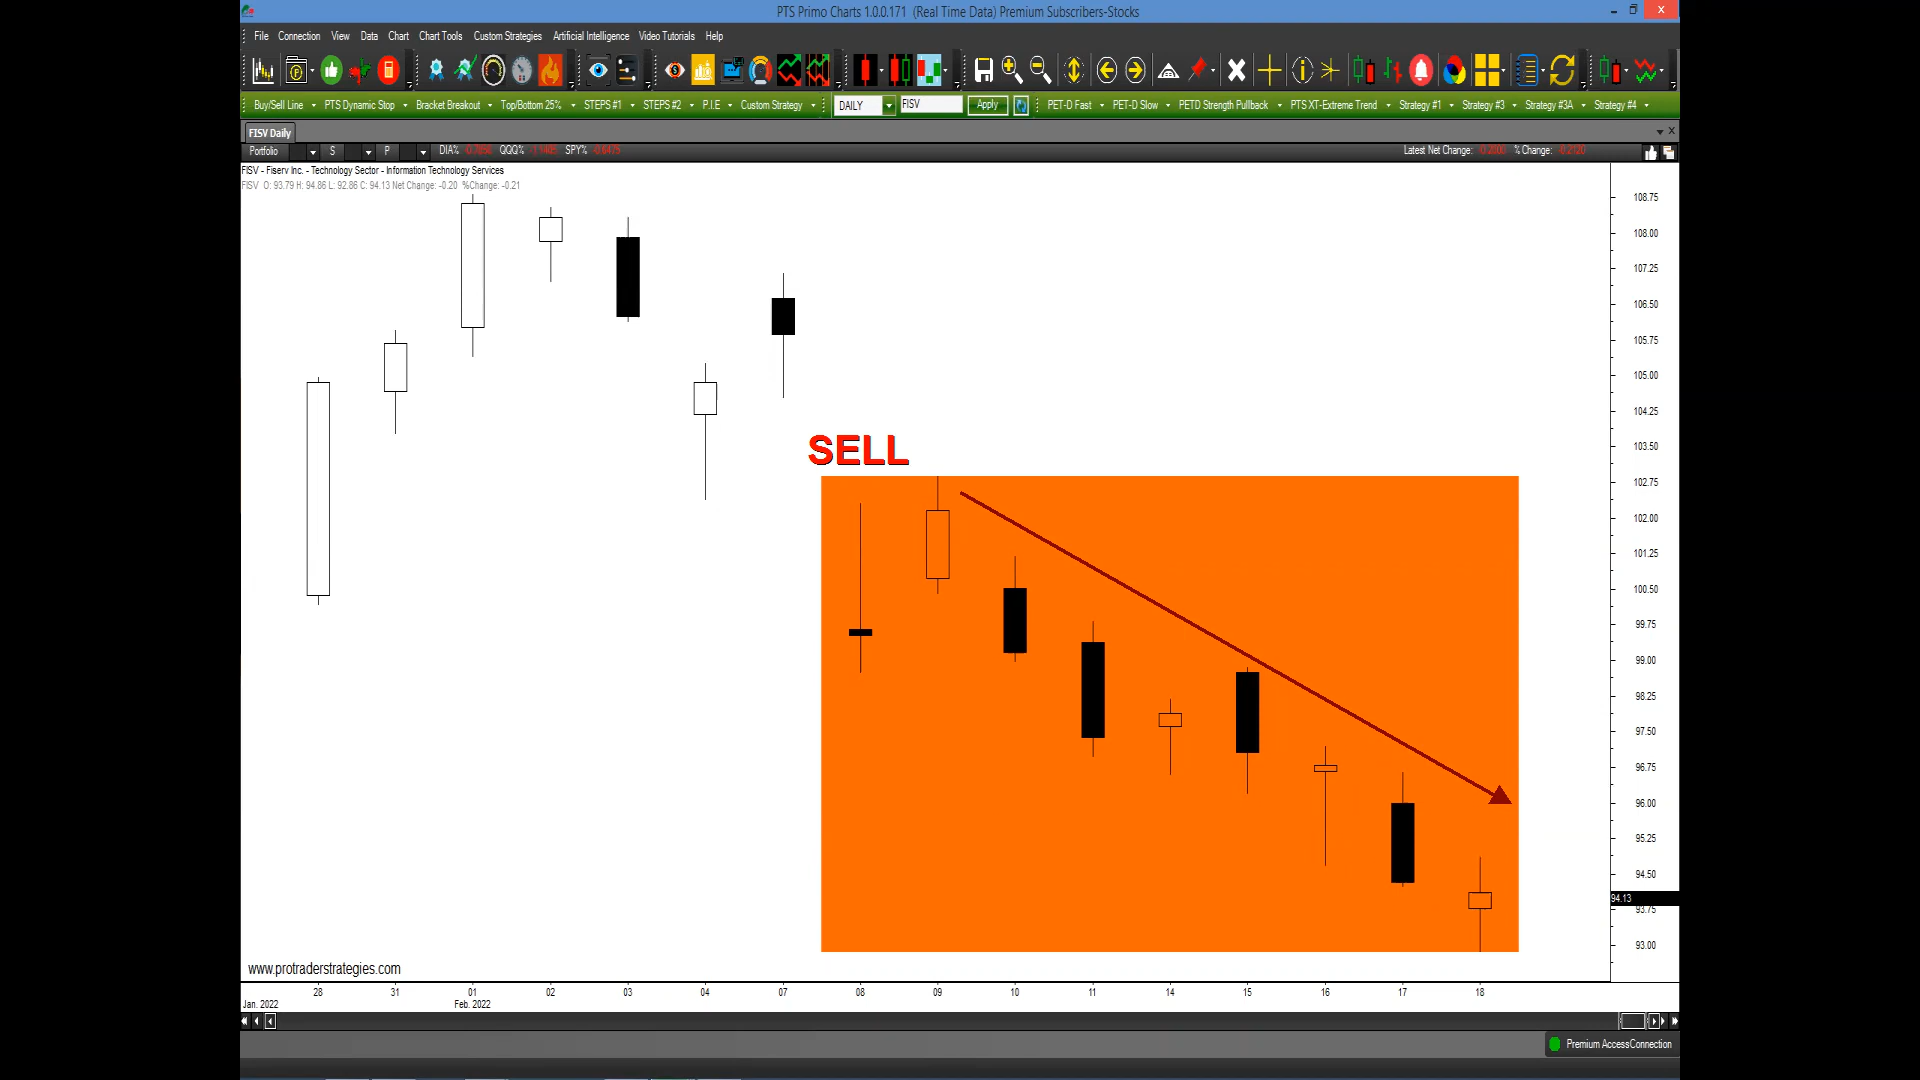 PTS Primo Charts 1.0.0.171 (Real Time Data) Premium Subscribers-Stocks
File Connection View Data Chart Chart Tools Custom Strategies Artificial Intelligence Video Tutorials Help
Buy/Sell Line PTS Dynamic Stop Bracket Breakout Top/Bottom 25% STEPS #1 STEPS #2 P.I.E Custom Strategy DAILY FISV Apply PET-D Fast PET-D Slow PETD Strength Pullback PTS XT-Extreme Trend Strategy #1 Strategy #3 Strategy #3A Strategy #4
FISV Daily
Portfolio S P DIA% QQQ% SPY% Latest Net Change: % Change:
FISV - Fiserv Inc. - Technology Sector - Information Technology Services
FISV O: 93.79 H: 94.86 L: 92.86 C: 94.13 Net Change: -0.20 %Change: -0.21
108.75
108.00
107.25
106.50
105.75
105.00
104.25
SELL
103.50
102.75
102.00
101.25
100.50
99.75
99.00
98.25
97.50
96.75
96.00
95.25
94.50
94.13
93.75
93.00
www.protraderstrategies.com
28 31 01 02 03 04 07 08 09 10 11 14 15 16 17 18
Jan. 2022 Feb. 2022
Premium AccessConnection